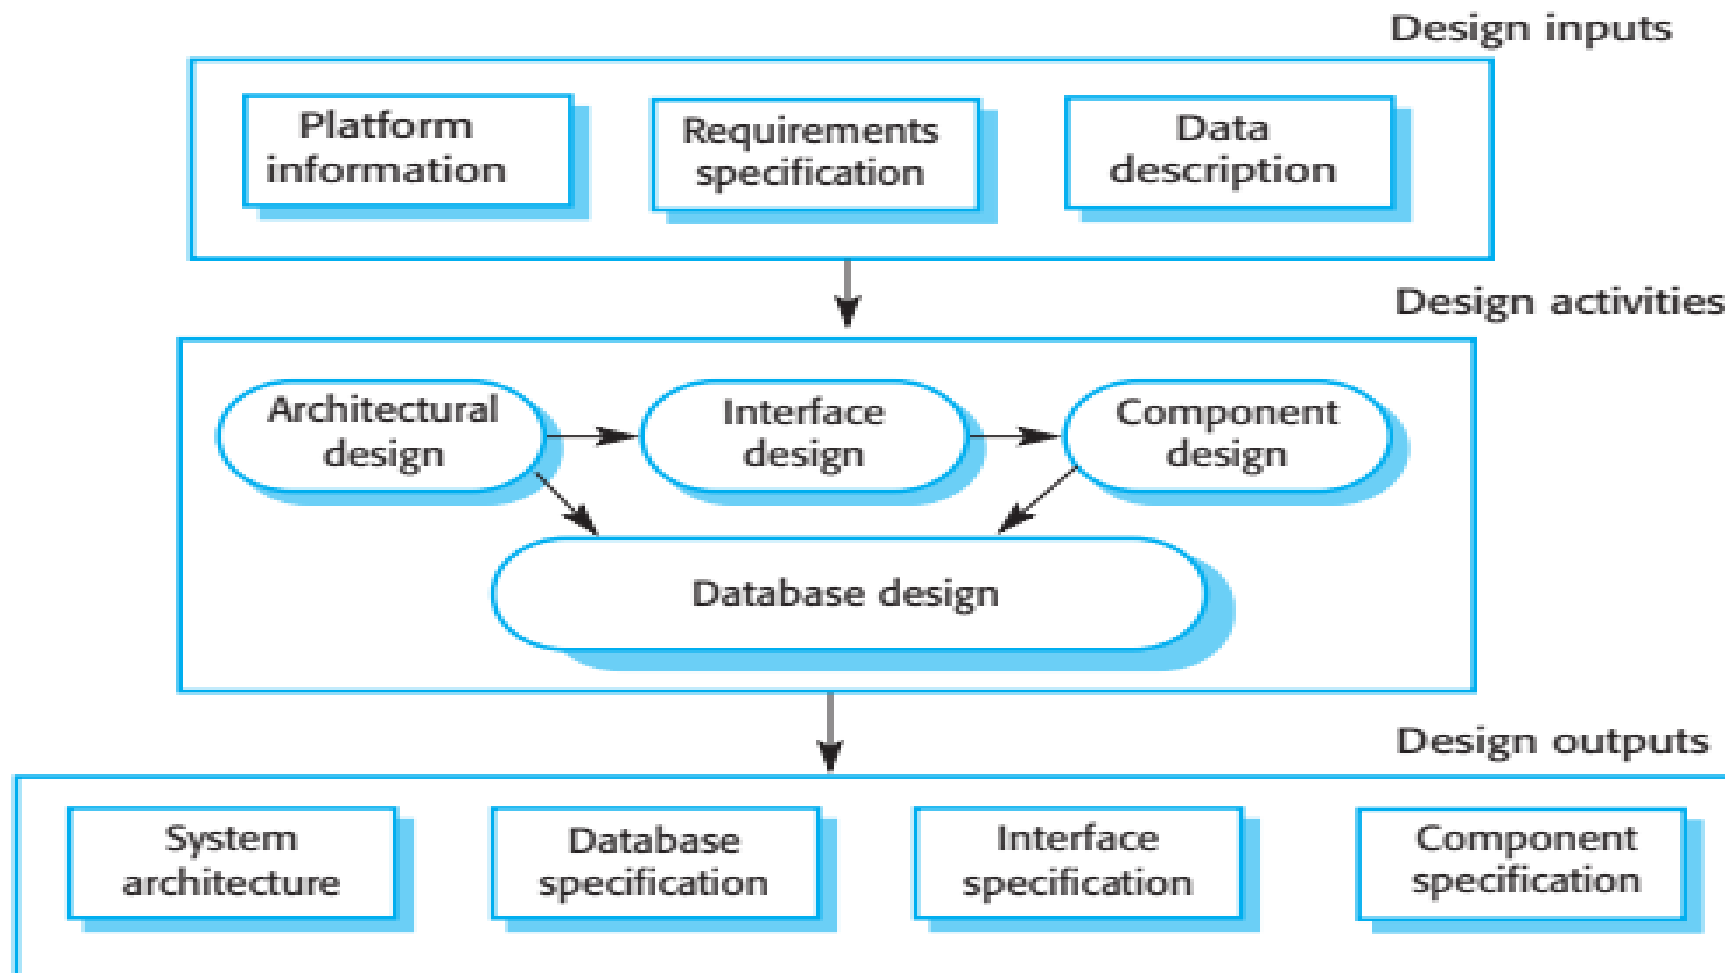 Design inputs
Platform
information
Requirements
specification
Data
description
Design activities
Architectural
design
Interface
design
Component
design
Database design
Design outputs
System
architecture
Database
specification
Interface
specification
Component
specification